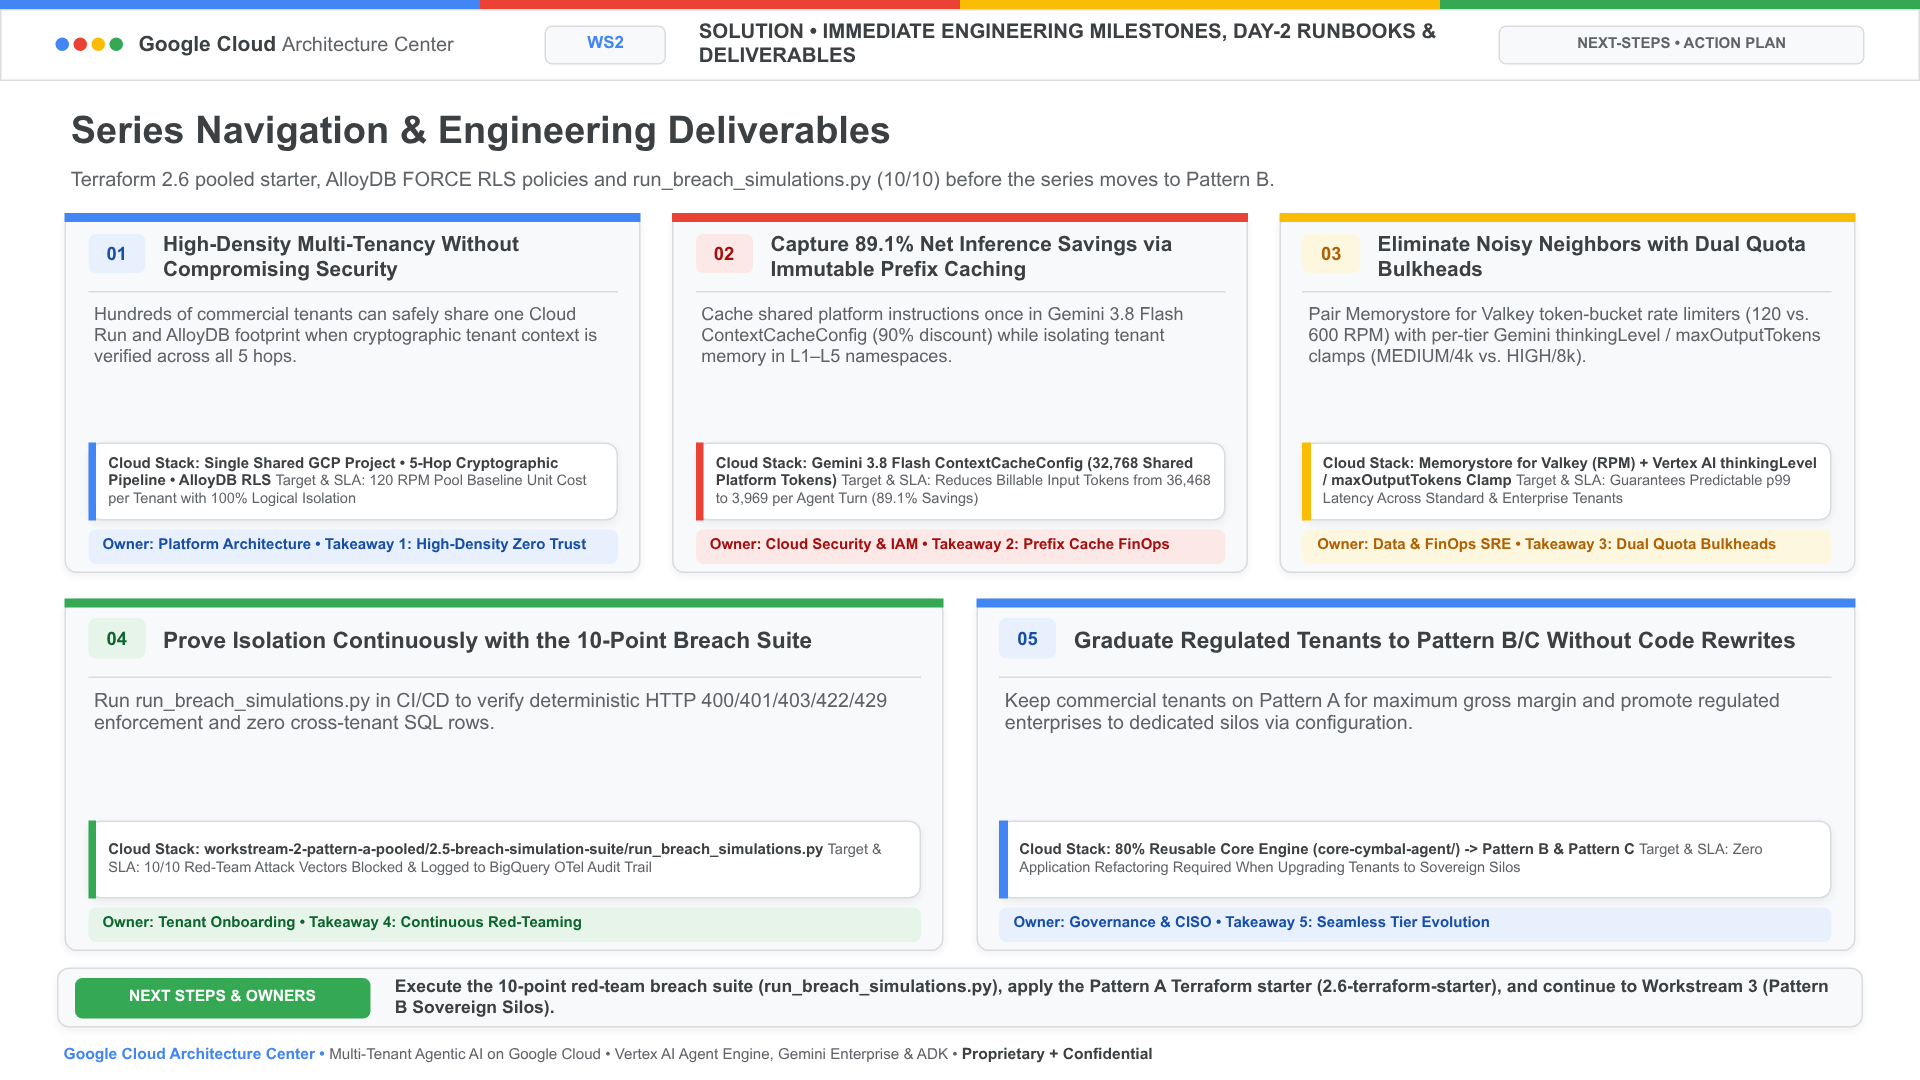 Google Cloud Architecture Center
WS2
SOLUTION • IMMEDIATE ENGINEERING MILESTONES, DAY-2 RUNBOOKS &
DELIVERABLES
NEXT-STEPS • ACTION PLAN
Series Navigation & Engineering Deliverables
Terraform 2.6 pooled starter, AlloyDB FORCE RLS policies and run_breach_simulations.py (10/10) before the series moves to Pattern B.
01
High-Density Multi-Tenancy Without
Compromising Security
Hundreds of commercial tenants can safely share one Cloud
Run and AlloyDB footprint when cryptographic tenant context is
verified across all 5 hops.
Cloud Stack: Single Shared GCP Project • 5-Hop Cryptographic
Pipeline • AlloyDB RLS Target & SLA: 120 RPM Pool Baseline Unit Cost
per Tenant with 100% Logical Isolation
Owner: Platform Architecture • Takeaway 1: High-Density Zero Trust
02
Capture 89.1% Net Inference Savings via
Immutable Prefix Caching
Cache shared platform instructions once in Gemini 3.8 Flash
ContextCacheConfig (90% discount) while isolating tenant
memory in L1–L5 namespaces.
Cloud Stack: Gemini 3.8 Flash ContextCacheConfig (32,768 Shared
Platform Tokens) Target & SLA: Reduces Billable Input Tokens from 36,468
to 3,969 per Agent Turn (89.1% Savings)
Owner: Cloud Security & IAM • Takeaway 2: Prefix Cache FinOps
03
Eliminate Noisy Neighbors with Dual Quota
Bulkheads
Pair Memorystore for Valkey token-bucket rate limiters (120 vs.
600 RPM) with per-tier Gemini thinkingLevel / maxOutputTokens
clamps (MEDIUM/4k vs. HIGH/8k).
Cloud Stack: Memorystore for Valkey (RPM) + Vertex AI thinkingLevel
/ maxOutputTokens Clamp Target & SLA: Guarantees Predictable p99
Latency Across Standard & Enterprise Tenants
Owner: Data & FinOps SRE • Takeaway 3: Dual Quota Bulkheads
04
Prove Isolation Continuously with the 10-Point Breach Suite
Run run_breach_simulations.py in CI/CD to verify deterministic HTTP 400/401/403/422/429
enforcement and zero cross-tenant SQL rows.
Cloud Stack: workstream-2-pattern-a-pooled/2.5-breach-simulation-suite/run_breach_simulations.py Target &
SLA: 10/10 Red-Team Attack Vectors Blocked & Logged to BigQuery OTel Audit Trail
Owner: Tenant Onboarding • Takeaway 4: Continuous Red-Teaming
05
Graduate Regulated Tenants to Pattern B/C Without Code Rewrites
Keep commercial tenants on Pattern A for maximum gross margin and promote regulated
enterprises to dedicated silos via configuration.
Cloud Stack: 80% Reusable Core Engine (core-cymbal-agent/) -> Pattern B & Pattern C Target & SLA: Zero
Application Refactoring Required When Upgrading Tenants to Sovereign Silos
Owner: Governance & CISO • Takeaway 5: Seamless Tier Evolution
NEXT STEPS & OWNERS
Execute the 10-point red-team breach suite (run_breach_simulations.py), apply the Pattern A Terraform starter (2.6-terraform-starter), and continue to Workstream 3 (Pattern
B Sovereign Silos).
Google Cloud Architecture Center • Multi-Tenant Agentic AI on Google Cloud • Vertex AI Agent Engine, Gemini Enterprise & ADK • Proprietary + Confidential